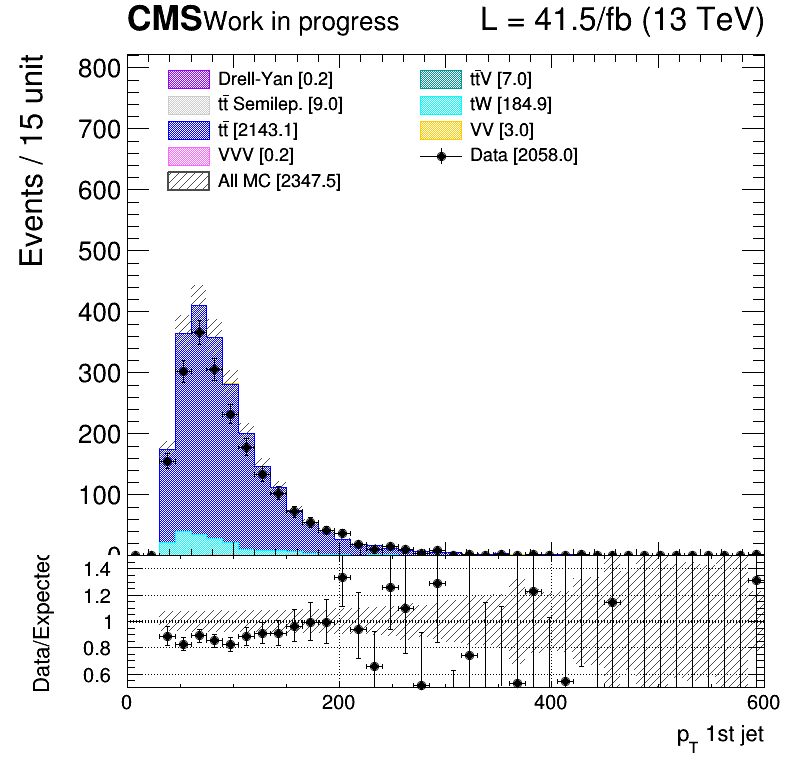 CMS Work in progress L = 41.5/fb (13 TeV)
Events / 15 unit
800
700
600
500
400
300
200
100
0
Drell-Yan [0.2]
tt̄ Semilep. [9.0]
tt̄ [2143.1]
VVV [0.2]
All MC [2347.5]
tt̄V [7.0]
tW [184.9]
VV [3.0]
Data [2058.0]
Data/Expected
1.4
1.2
1
0.8
0.6
0 200 400 600
p_T 1st jet